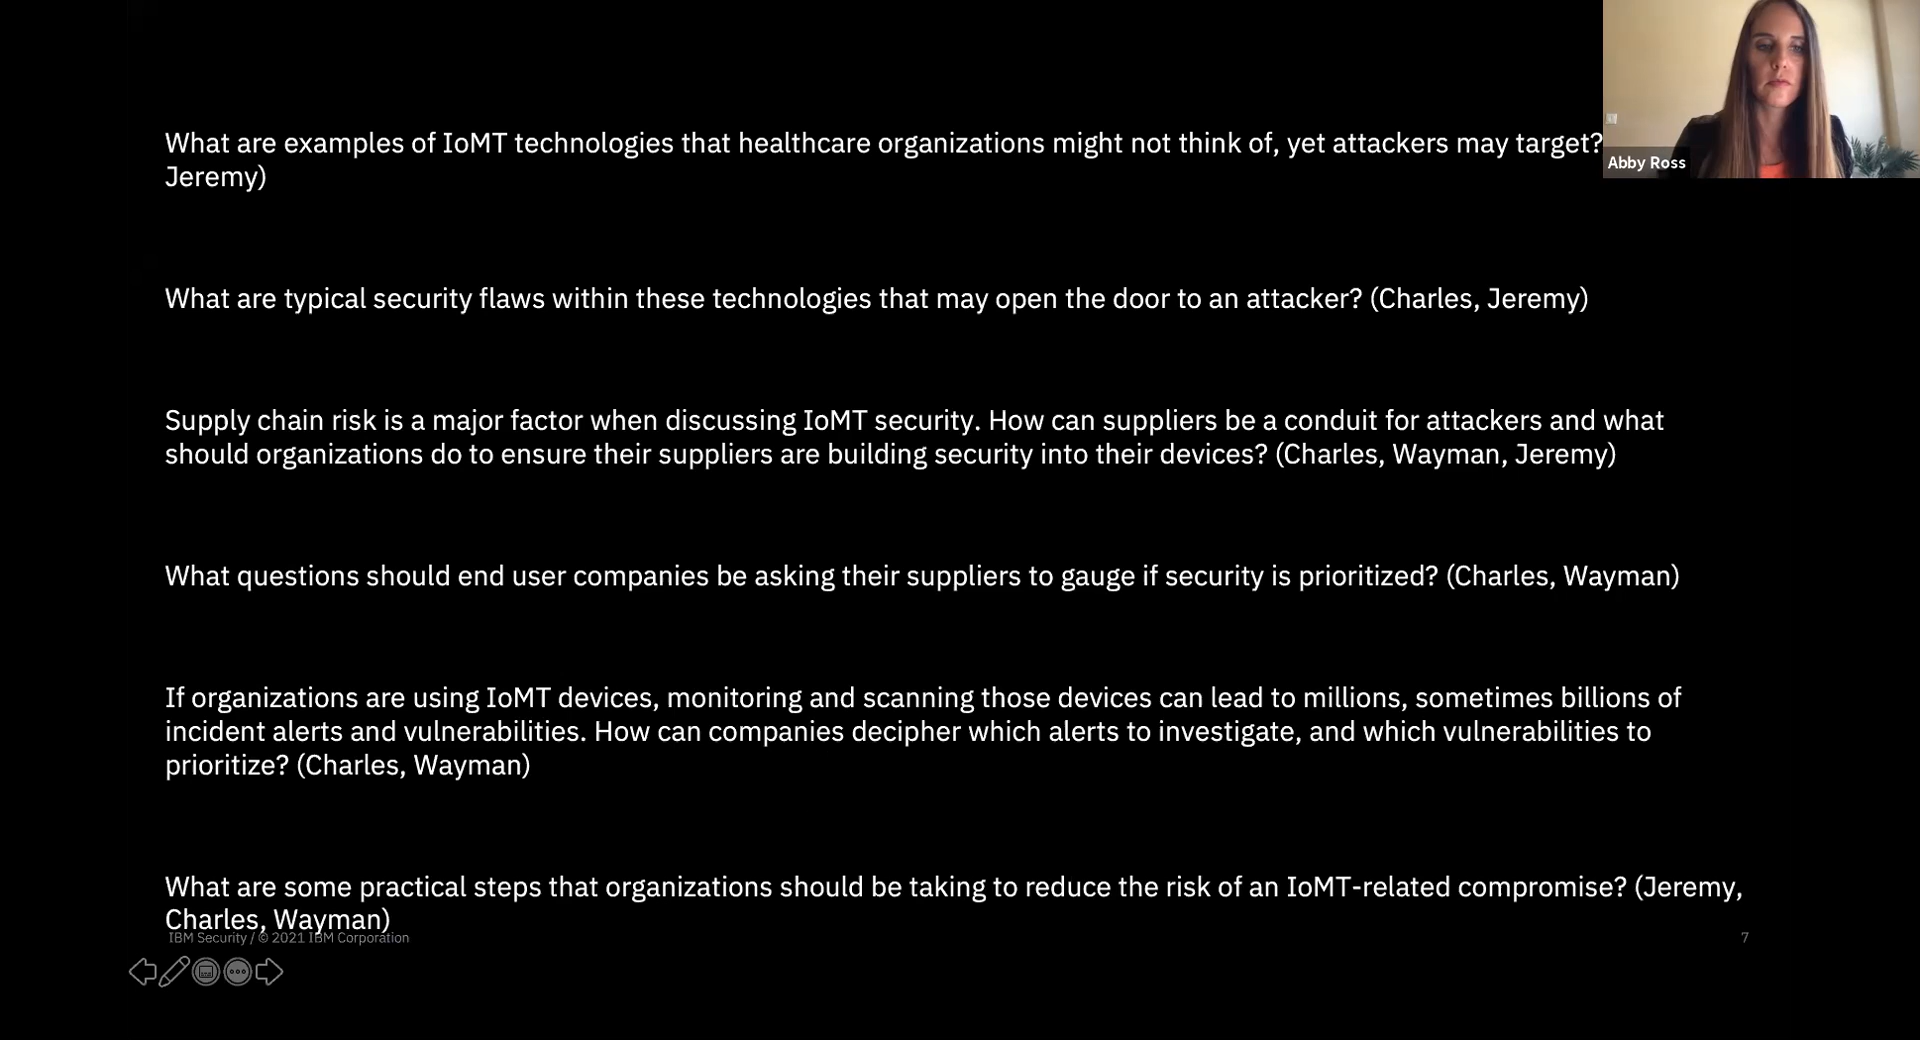 What are examples of IoMT technologies that healthcare organizations might not think of, yet attackers may target?
Jeremy)
Abby Ross
What are typical security flaws within these technologies that may open the door to an attacker? (Charles, Jeremy)
Supply chain risk is a major factor when discussing IoMT security. How can suppliers be a conduit for attackers and what
should organizations do to ensure their suppliers are building security into their devices? (Charles, Wayman, Jeremy)
What questions should end user companies be asking their suppliers to gauge if security is prioritized? (Charles, Wayman)
If organizations are using IoMT devices, monitoring and scanning those devices can lead to millions, sometimes billions of
incident alerts and vulnerabilities. How can companies decipher which alerts to investigate, and which vulnerabilities to
prioritize? (Charles, Wayman)
What are some practical steps that organizations should be taking to reduce the risk of an IoMT-related compromise? (Jeremy,
Charles, Wayman)
IBM Security / © 2021 IBM Corporation
7